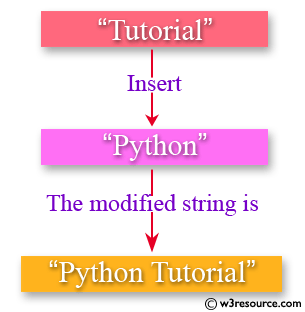 “Tutorial”
Insert
“Python”
The modified string is
“Python Tutorial”
© w3resource.com